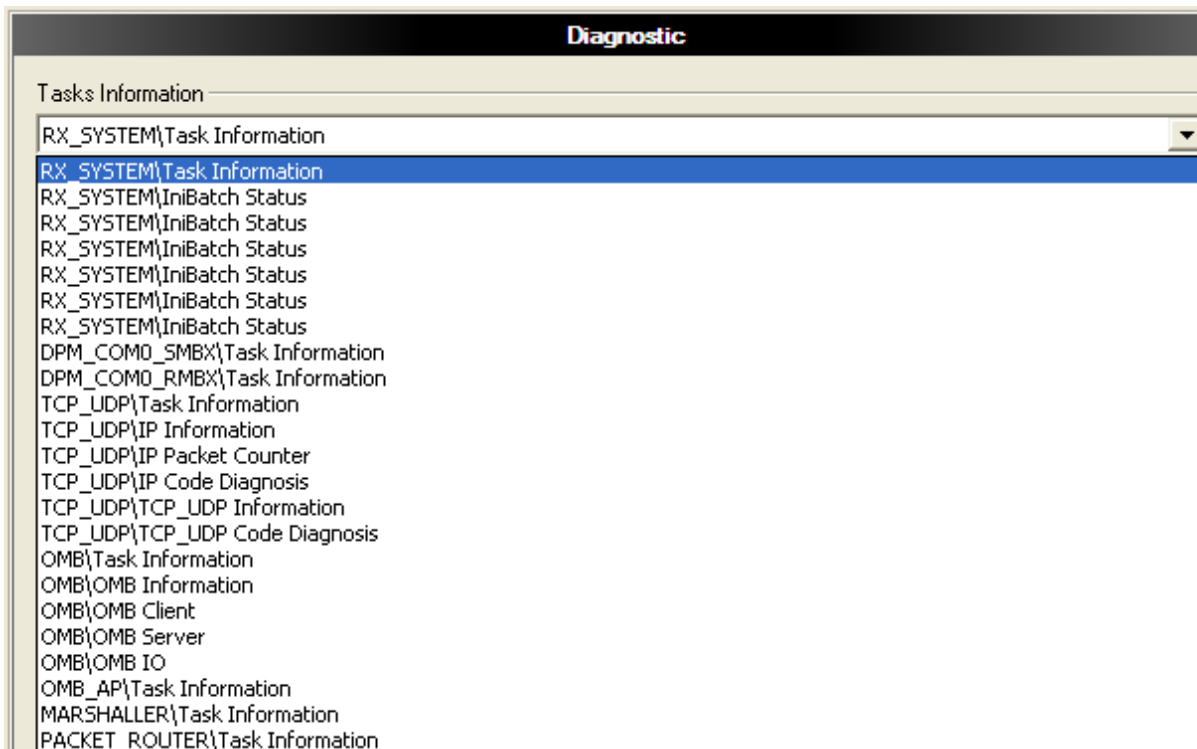 Diagnostic
Tasks Information
RX_SYSTEM\Task Information
RX_SYSTEM\Task Information
RX_SYSTEM\IniBatch Status
RX_SYSTEM\IniBatch Status
RX_SYSTEM\IniBatch Status
RX_SYSTEM\IniBatch Status
RX_SYSTEM\IniBatch Status
RX_SYSTEM\IniBatch Status
DPM_COM0_SMBX\Task Information
DPM_COM0_RMBX\Task Information
TCP_UDP\Task Information
TCP_UDP\IP Information
TCP_UDP\IP Packet Counter
TCP_UDP\IP Code Diagnosis
TCP_UDP\TCP_UDP Information
TCP_UDP\TCP_UDP Code Diagnosis
OMB\Task Information
OMB\OMB Information
OMB\OMB Client
OMB\OMB Server
OMB\OMB IO
OMB_AP\Task Information
MARSHALLER\Task Information
PACKET_ROUTER\Task Information